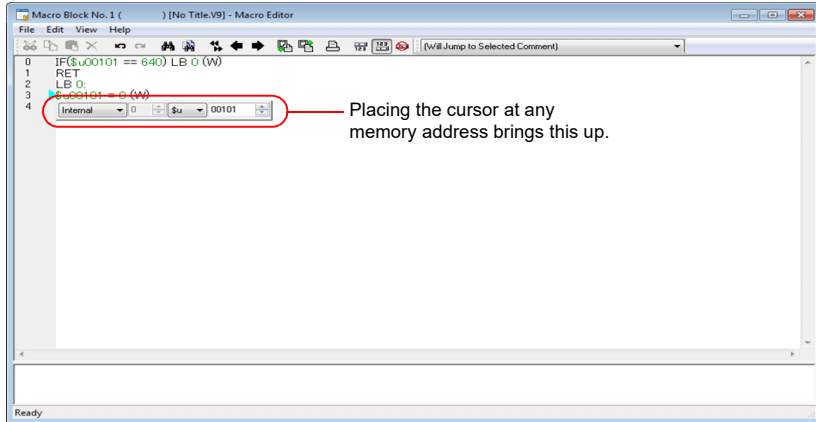 Macro Block No.1 ( ) [No Title.V9] - Macro Editor
File Edit View Help
(Will Jump to Selected Comment)
0 IF($u00101 == 640) LB 0 (W)
1 RET
2 LB 0:
3 $u00101 = 0 (W)
4 Internal 0 $u 00101
Placing the cursor at any
memory address brings this up.
Ready